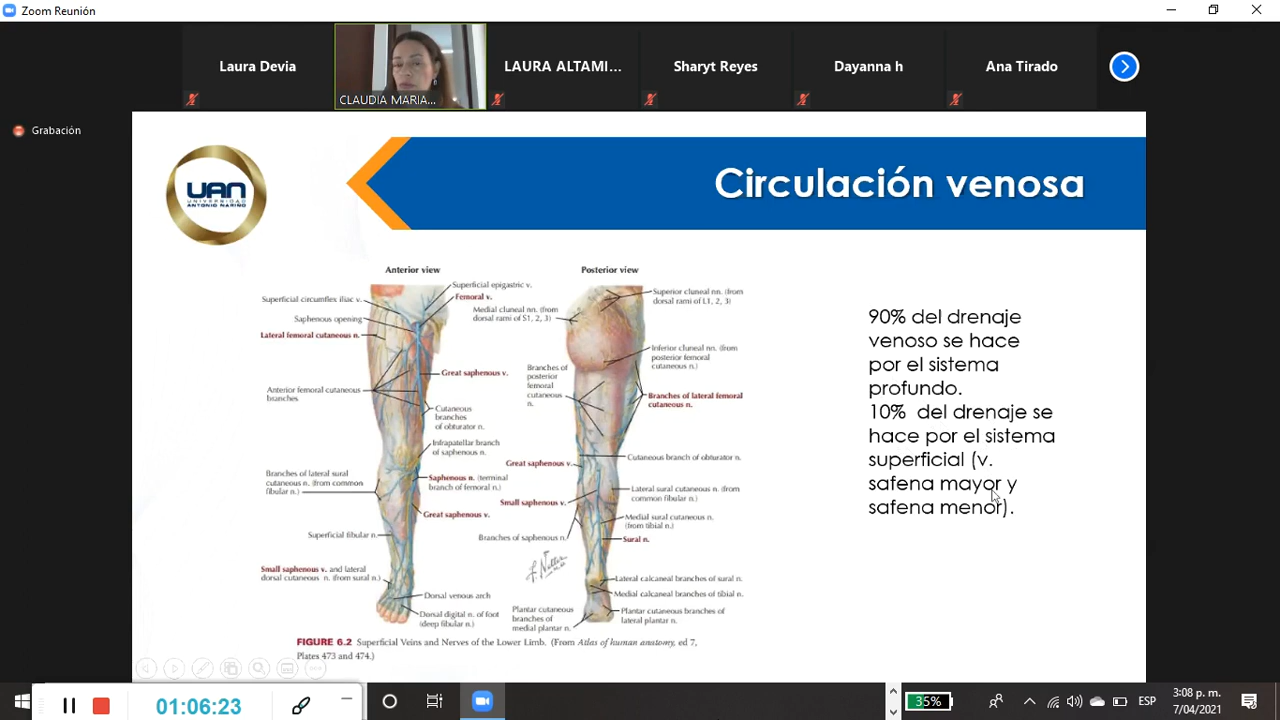 Zoom Reunión
Laura Devia
CLAUDIA MARIA...
LAURA ALTAMI...
Sharyt Reyes
Dayanna h
Ana Tirado
Grabación
UAN
UNIVERSIDAD
ANTONIO NARIÑO
Circulación venosa
Anterior view
Superficial epigastric v.
Femoral v.
Superficial circumflex iliac v.
Saphenous opening
Lateral femoral cutaneous n.
Great saphenous v.
Anterior femoral cutaneous
branches
Cutaneous
branches
of obturator n.
Infrapatellar branch
of saphenous n.
Branches of lateral sural
cutaneous n. (from common
fibular n.)
Saphenous n. (terminal
branch of femoral n.)
Great saphenous v.
Superficial fibular n.
Small saphenous v. and lateral
dorsal cutaneous n. (from sural n.)
Dorsal venous arch
Dorsal digital n. of foot
(deep fibular n.)
Posterior view
Superior cluneal nn. (from
dorsal rami of L1, 2, 3)
Medial cluneal nn. (from
dorsal rami of S1, 2, 3)
Inferior cluneal nn. (from
posterior femoral
cutaneous n.)
Branches of
posterior
femoral
cutaneous
n.
Branches of lateral femoral
cutaneous n.
Cutaneous branch of obturator n.
Great saphenous v.
Lateral sural cutaneous n. (from
common fibular n.)
Small saphenous v.
Medial sural cutaneous n.
(from tibial n.)
Branches of saphenous n.
Sural n.
F. Netter
Lateral calcaneal branches of sural n.
Medial calcaneal branches of tibial n.
Plantar cutaneous
branches of
medial plantar n.
Plantar cutaneous branches of
lateral plantar n.
FIGURE 6.2 Superficial Veins and Nerves of the Lower Limb. (From Atlas of human anatomy, ed 7,
Plates 473 and 474.)
90% del drenaje
venoso se hace
por el sistema
profundo.
10% del drenaje se
hace por el sistema
superficial (v.
safena mayor y
safena menor).
01:06:23
35%
ESP
3:08 p. m.
7/04/2021